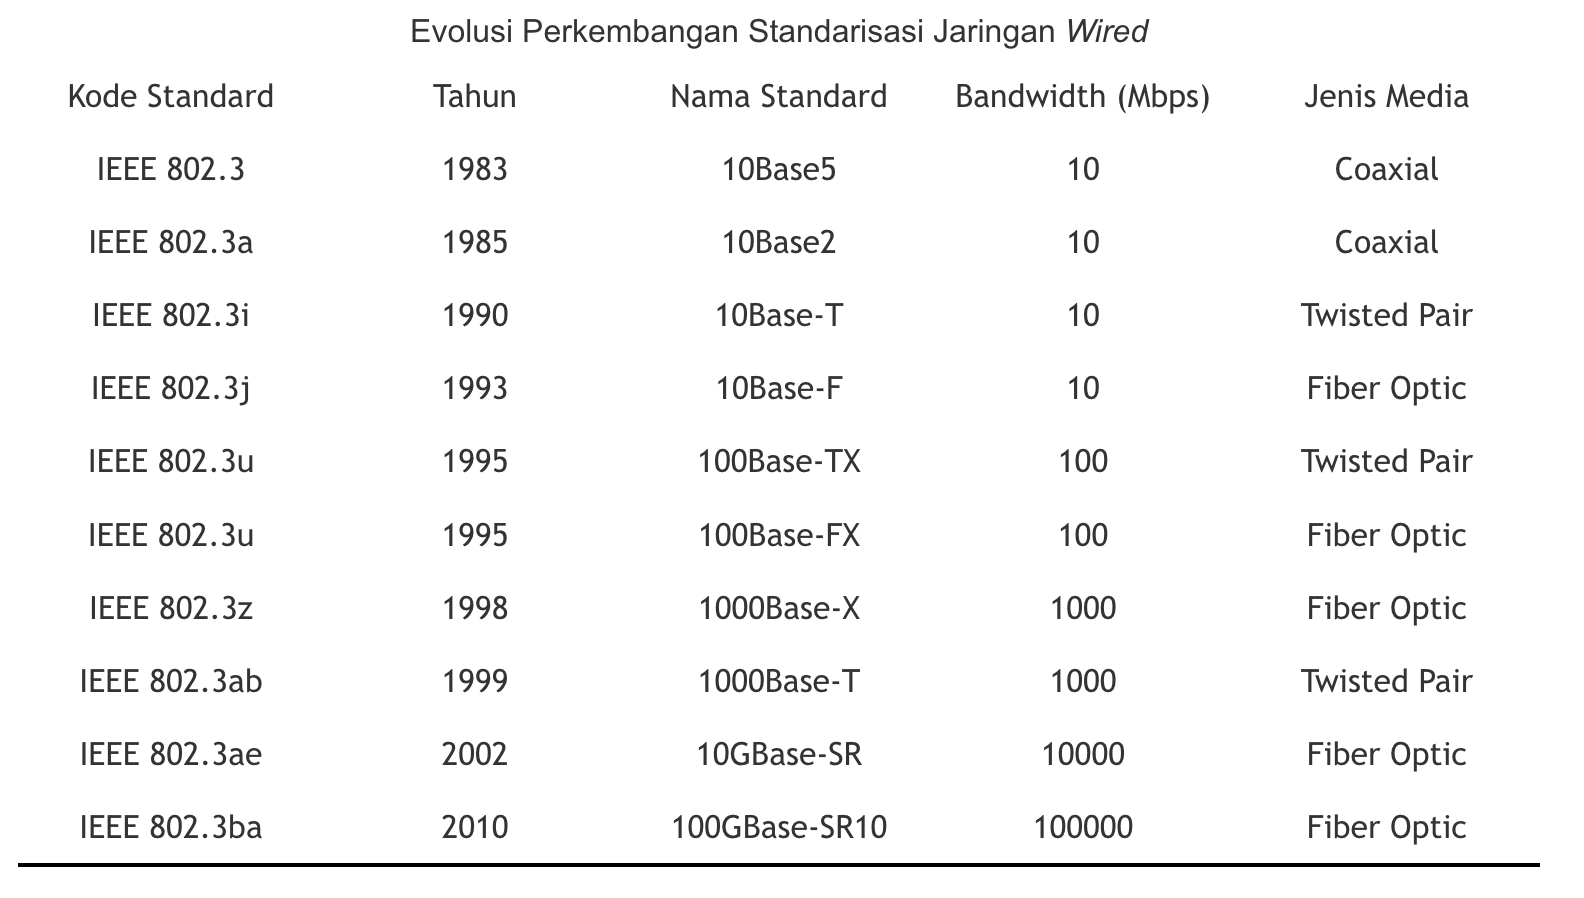 Evolusi Perkembangan Standarisasi Jaringan Wired
Kode Standard Tahun Nama Standard Bandwidth (Mbps) Jenis Media
IEEE 802.3 1983 10Base5 10 Coaxial
IEEE 802.3a 1985 10Base2 10 Coaxial
IEEE 802.3i 1990 10Base-T 10 Twisted Pair
IEEE 802.3j 1993 10Base-F 10 Fiber Optic
IEEE 802.3u 1995 100Base-TX 100 Twisted Pair
IEEE 802.3u 1995 100Base-FX 100 Fiber Optic
IEEE 802.3z 1998 1000Base-X 1000 Fiber Optic
IEEE 802.3ab 1999 1000Base-T 1000 Twisted Pair
IEEE 802.3ae 2002 10GBase-SR 10000 Fiber Optic
IEEE 802.3ba 2010 100GBase-SR10 100000 Fiber Optic